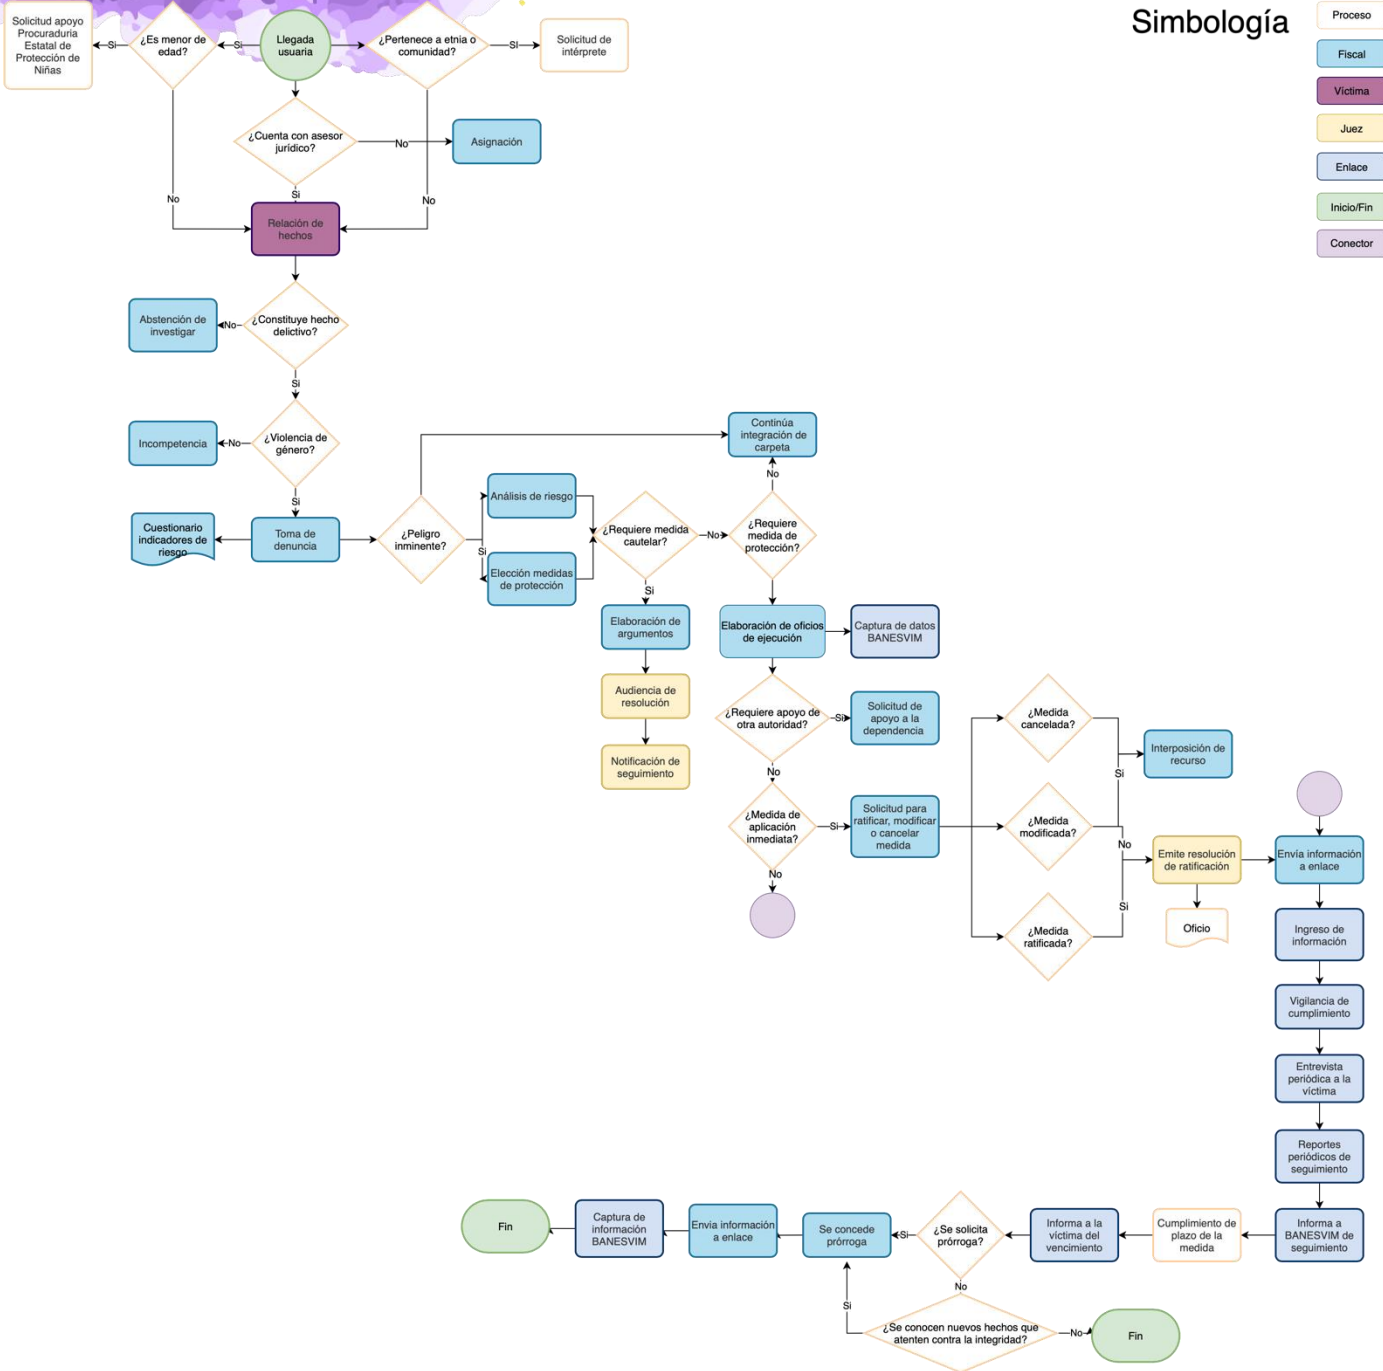 Simbología
Proceso
Fiscal
Víctima
Juez
Enlace
Inicio/Fin
Conector
Solicitud apoyo
Procuraduría
Estatal de
Protección de
Niñas
Si
¿Es menor de
edad?
Si
Llegada
usuaria
¿Pertenece a etnia o
comunidad?
SI
Solicitud de
intérprete
¿Cuenta con asesor
jurídico?
No
Asignación
No
Si
No
Relación de
hechos
Abstención de
investigar
No
¿Constituye hecho
delictivo?
Si
Incompetencia
No
¿Violencia de
género?
Si
Cuestionario
indicadores de
riesgo
Toma de
denuncia
¿Peligro
inminente?
Si
Análisis de riesgo
Elección medidas
de protección
¿Requiere medida
cautelar?
No
¿Requiere
medida de
protección?
No
Continúa
integración de
carpeta
Si
Elaboración de
argumentos
Audiencia de
resolución
Notificación de
seguimiento
Elaboración de oficios
de ejecución
Captura de datos
BANESVIM
¿Requiere apoyo de
otra autoridad?
Si
Solicitud de
apoyo a la
dependencia
No
¿Medida de
aplicación
inmediata?
Si
Solicitud para
ratificar, modificar
o cancelar
medida
No
¿Medida
cancelada?
Si
Interposición de
recurso
¿Medida
modificada?
No
¿Medida
ratificada?
Si
Emite resolución
de ratificación
Oficio
Envía información
a enlace
Ingreso de
información
Vigilancia de
cumplimiento
Entrevista
periódica a la
víctima
Reportes
periódicos de
seguimiento
Informa a
BANESVIM de
seguimiento
Cumplimiento de
plazo de la
medida
Informa a la
víctima del
vencimiento
¿Se solicita
prórroga?
Si
Se concede
prórroga
Envia información
a enlace
Captura de
información
BANESVIM
Fin
No
¿Se conocen nuevos hechos que
atenten contra la integridad?
Si
No
Fin